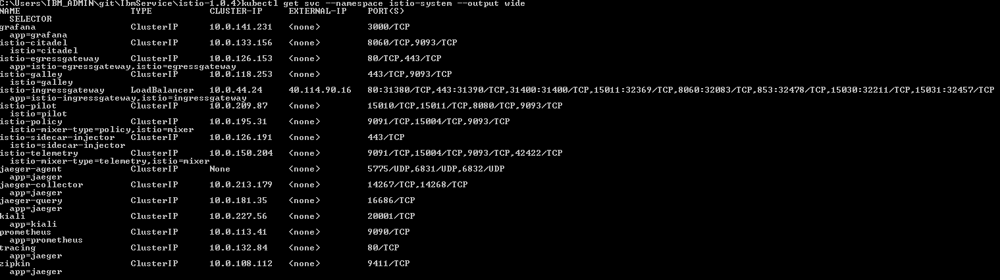 C:\Users\IBM_ADMIN\git\IbmService\istio-1.0.4>kubectl get svc --namespace istio-system --output wide
NAME TYPE CLUSTER-IP EXTERNAL-IP PORT(S)
SELECTOR
grafana ClusterIP 10.0.141.231 <none> 3000/TCP
app=grafana
istio-citadel ClusterIP 10.0.133.156 <none> 8060/TCP,9093/TCP
istio=citadel
istio-egressgateway ClusterIP 10.0.126.153 <none> 80/TCP,443/TCP
app=istio-egressgateway,istio=egressgateway
istio-galley ClusterIP 10.0.118.253 <none> 443/TCP,9093/TCP
istio=galley
istio-ingressgateway LoadBalancer 10.0.44.24 40.114.90.16 80:31380/TCP,443:31390/TCP,31400:31400/TCP,15011:32369/TCP,8060:32083/TCP,853:32478/TCP,15030:32211/TCP,15031:32457/TCP
app=istio-ingressgateway,istio=ingressgateway
istio-pilot ClusterIP 10.0.209.87 <none> 15010/TCP,15011/TCP,8080/TCP,9093/TCP
istio=pilot
istio-policy ClusterIP 10.0.195.31 <none> 9091/TCP,15004/TCP,9093/TCP
istio-mixer-type=policy,istio=mixer
istio-sidecar-injector ClusterIP 10.0.126.191 <none> 443/TCP
istio=sidecar-injector
istio-telemetry ClusterIP 10.0.150.204 <none> 9091/TCP,15004/TCP,9093/TCP,42422/TCP
istio-mixer-type=telemetry,istio=mixer
jaeger-agent ClusterIP None <none> 5775/UDP,6831/UDP,6832/UDP
app=jaeger
jaeger-collector ClusterIP 10.0.213.179 <none> 14267/TCP,14268/TCP
app=jaeger
jaeger-query ClusterIP 10.0.181.35 <none> 16686/TCP
app=jaeger
kiali ClusterIP 10.0.227.56 <none> 20001/TCP
app=kiali
prometheus ClusterIP 10.0.113.41 <none> 9090/TCP
app=prometheus
tracing ClusterIP 10.0.132.84 <none> 80/TCP
app=jaeger
zipkin ClusterIP 10.0.108.112 <none> 9411/TCP
app=jaeger